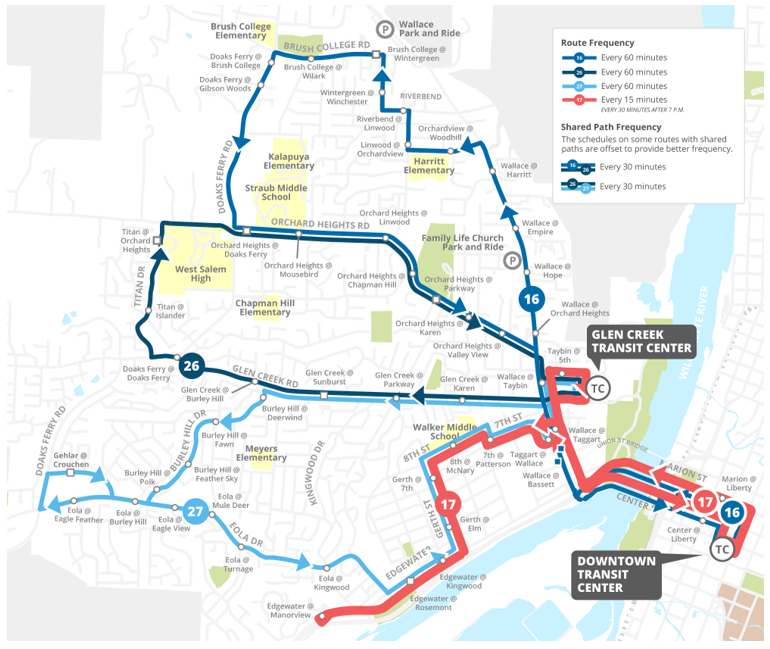 Brush College
Elementary
P
Wallace
Park and Ride
BRUSH COLLEGE RD
Doaks Ferry @
Brush College
Brush College @
Wilark
Brush College @
Wintergreen
Doaks Ferry @
Gibson Woods
Wintergreen @
Winchester
RIVERBEND
Riverbend @
Linwood
Orchardview @
Woodhill
Linwood @
Orchardview
Harritt
Elementary
Wallace @
Harritt
DOAKS FERRY RD
Kalapuya
Elementary
Straub Middle
School
Route Frequency
16 Every 60 minutes
26 Every 60 minutes
27 Every 60 minutes
17 Every 15 minutes
EVERY 30 MINUTES AFTER 7 P.M.
Shared Path Frequency
The schedules on some routes with shared
paths are offset to provide better frequency.
16 26 Every 30 minutes
26 27 Every 30 minutes
Titan @
Orchard
Heights
ORCHARD HEIGHTS RD
Orchard Heights @
Linwood
Orchard Heights @
Doaks Ferry
Orchard Heights @
Mousebird
Orchard Heights @
Chapman Hill
Family Life Church
Park and Ride
P
Wallace @
Empire
Wallace @
Hope
Orchard Heights @
Parkway
West Salem
High
TITAN DR
Titan @
Islander
Chapman Hill
Elementary
16
Wallace @
Orchard Heights
Orchard Heights @
Karen
Orchard Heights @
Valley View
GLEN CREEK
TRANSIT CENTER
Taybin @
5th
TC
Wallace @
Taybin
26
Doaks Ferry @
Doaks Ferry
GLEN CREEK RD
Glen Creek @
Burley Hill
Glen Creek @
Sunburst
Glen Creek @
Parkway
Glen Creek @
Karen
Burley Hill @
Deerwind
DOAKS FERRY RD
BURLEY HILL DR
Burley Hill @
Fawn
Meyers
Elementary
KINGWOOD DR
Walker Middle
School
7TH ST
8TH ST
Wallace @
Taggart
Gehlar @
Crouchen
Burley Hill @
Polk
Burley Hill @
Feather Sky
8th @
McNary
7th @
Patterson
Taggart @
Wallace
Wallace @
Bassett
UNION ST BRIDGE
MARION ST
Marion @
Liberty
Gerth @
7th
GERTH ST
17
Gerth @
Elm
CENTER ST
17
16
Center @
Liberty
TC
Eola @
Eagle Feather
Eola @
Burley Hill
Eola @
Eagle View
27
Eola @
Mule Deer
EOLA DR
Eola @
Turnage
Eola @
Kingwood
EDGEWATER
Edgewater @
Kingwood
Edgewater @
Rosemont
Edgewater @
Manorview
DOWNTOWN
TRANSIT
CENTER